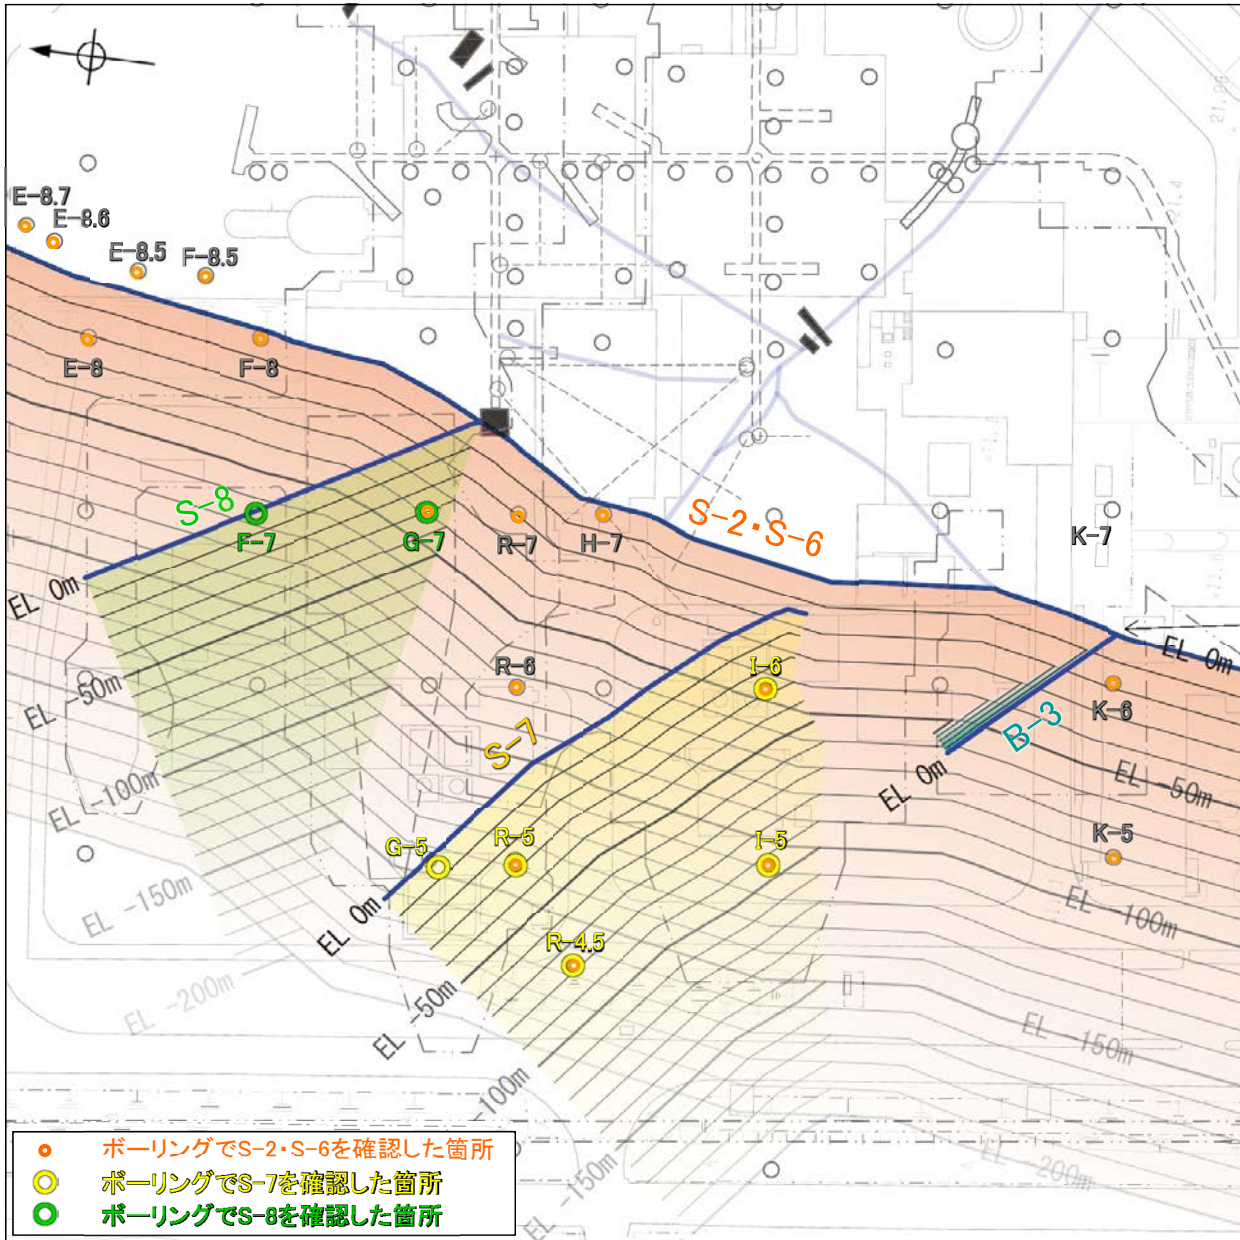 21.96
21.4
E-8.7
E-8.6
E-8.5
F-8.5
E-8
F-8
S-8
F-7
G-7
R-7
H-7
S-2・S-6
K-7
EL 0m
EL 0m
R-6
I-6
K-6
EL -50m
S-7
B-3
EL 0m
EL -50m
EL -100m
G-5
R-5
I-5
K-5
EL -150m
EL 0m
EL -100m
R-4.5
EL -200m
EL -50m
EL -150m
-100m
EL -150m
EL -200m
ボーリングでS-2・S-6を確認した箇所
ボーリングでS-7を確認した箇所
ボーリングでS-8を確認した箇所